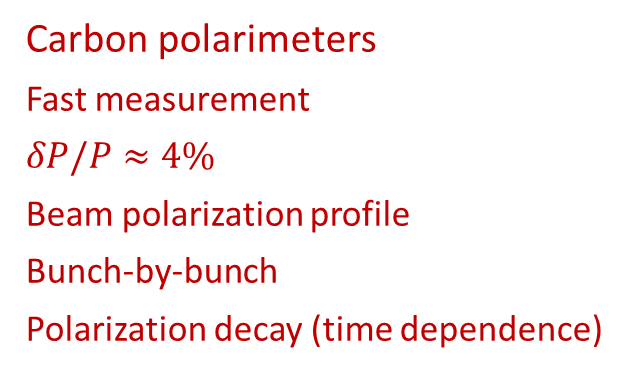 Carbon polarimeters
Fast measurement
δP/P ≈ 4%
Beam polarization profile
Bunch-by-bunch
Polarization decay (time dependence)